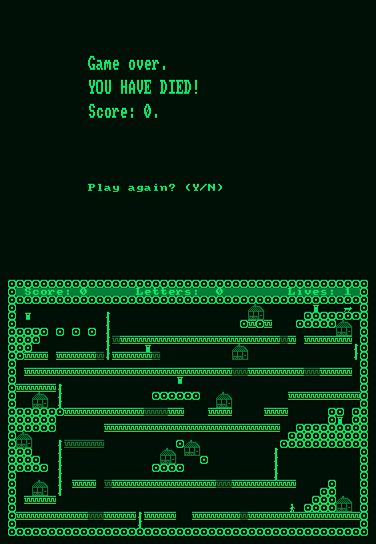 Game over.
YOU HAVE DIED!
Score: 0.
Play again? (Y/N)
Score: 0 Letters: 0 Lives: 1